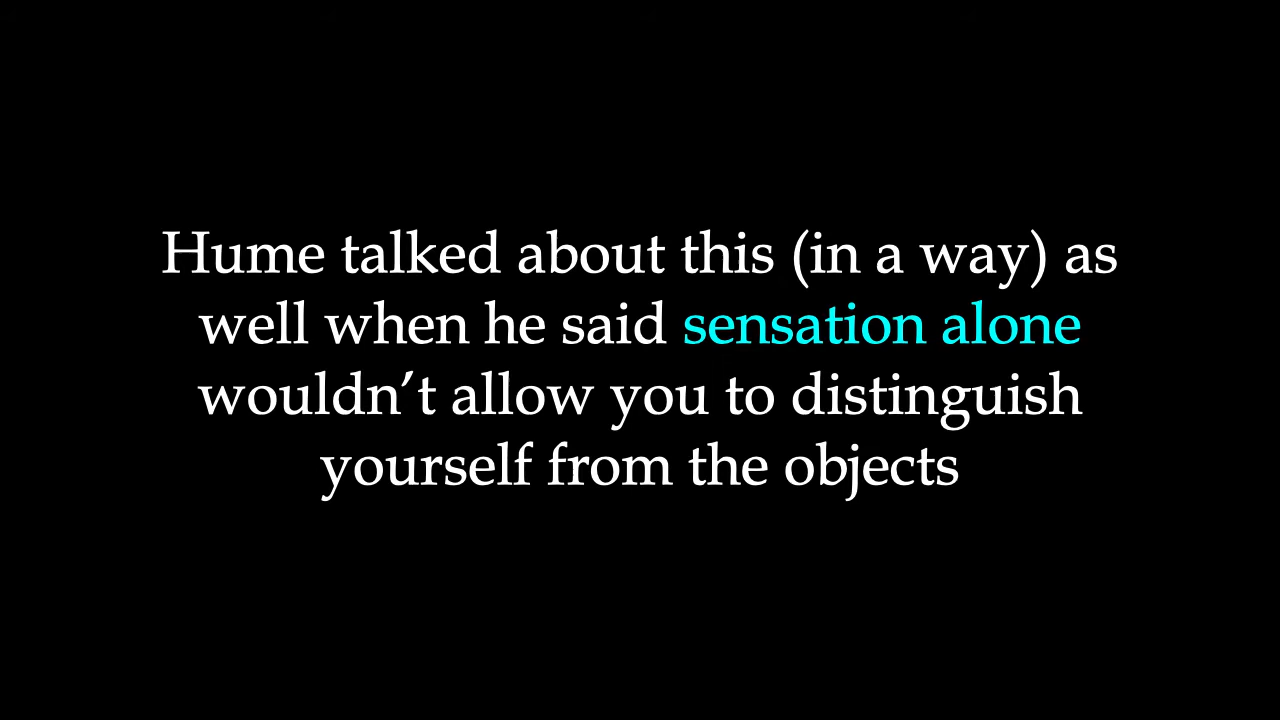 Hume talked about this (in a way) as
well when he said sensation alone
wouldn’t allow you to distinguish
yourself from the objects